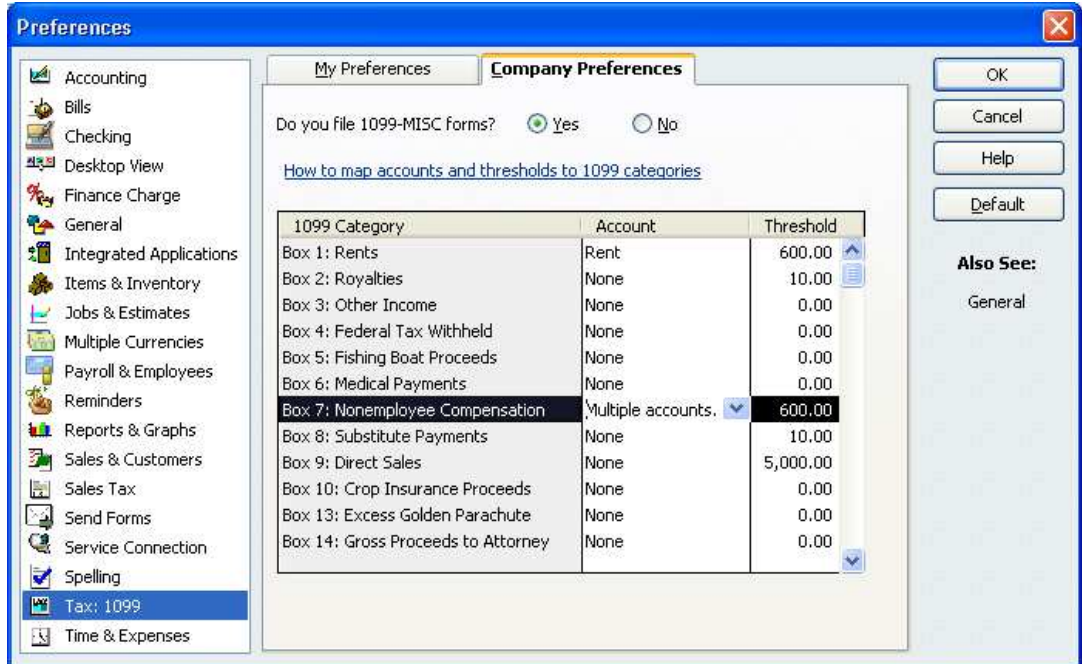 Preferences
Accounting
Bills
Checking
Desktop View
Finance Charge
General
Integrated Applications
Items & Inventory
Jobs & Estimates
Multiple Currencies
Payroll & Employees
Reminders
Reports & Graphs
Sales & Customers
Sales Tax
Send Forms
Service Connection
Spelling
Tax: 1099
Time & Expenses
My Preferences Company Preferences
Do you file 1099-MISC forms? Yes No
How to map accounts and thresholds to 1099 categories
1099 Category Account Threshold
Box 1: Rents Rent 600.00
Box 2: Royalties None 10.00
Box 3: Other Income None 0.00
Box 4: Federal Tax Withheld None 0.00
Box 5: Fishing Boat Proceeds None 0.00
Box 6: Medical Payments None 0.00
Box 7: Nonemployee Compensation Multiple accounts. 600.00
Box 8: Substitute Payments None 10.00
Box 9: Direct Sales None 5,000.00
Box 10: Crop Insurance Proceeds None 0.00
Box 13: Excess Golden Parachute None 0.00
Box 14: Gross Proceeds to Attorney None 0.00
OK
Cancel
Help
Default
Also See:
General